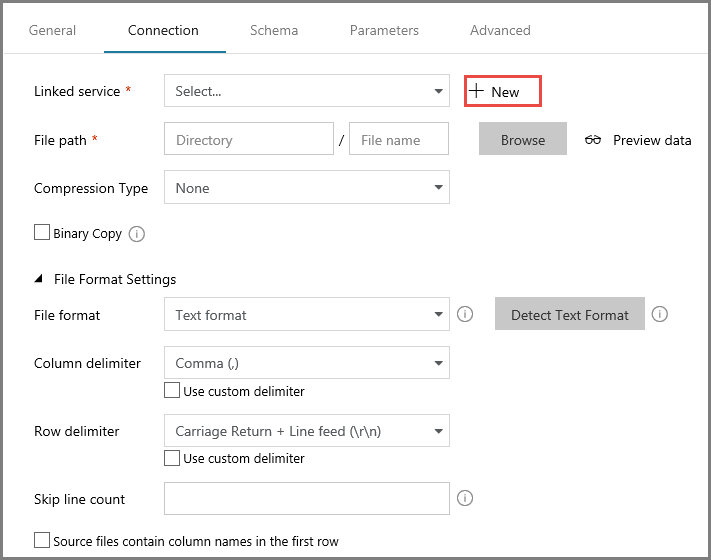 General Connection Schema Parameters Advanced
Linked service * Select... + New
File path * Directory / File name Browse Preview data
Compression Type None
Binary Copy i
File Format Settings
File format Text format i Detect Text Format i
Column delimiter Comma (,)
Use custom delimiter
Row delimiter Carriage Return + Line feed (\r\n)
Use custom delimiter
Skip line count i
Source files contain column names in the first row